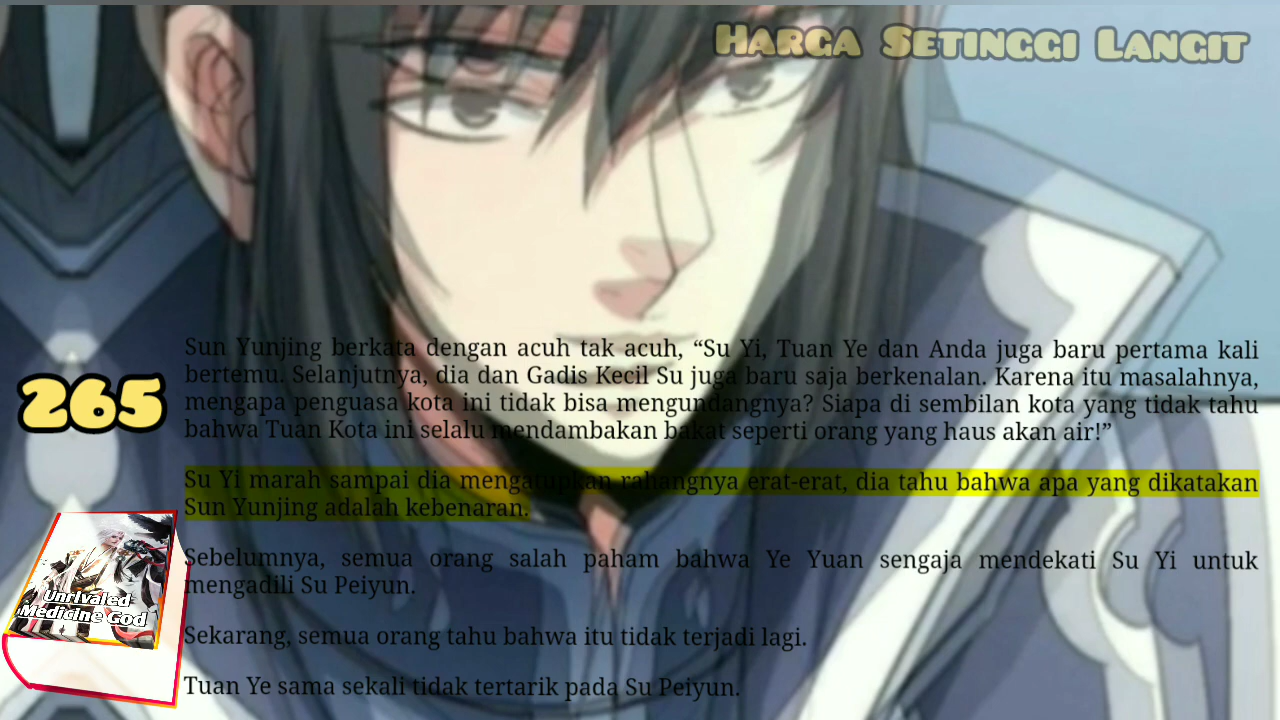 Harga Setinggi Langit
Sun Yunjing berkata dengan acuh tak acuh, “Su Yi, Tuan Ye dan Anda juga baru pertama kali
bertemu. Selanjutnya, dia dan Gadis Kecil Su juga baru saja berkenalan. Karena itu masalahnya,
mengapa penguasa kota ini tidak bisa mengundangnya? Siapa di sembilan kota yang tidak tahu
bahwa Tuan Kota ini selalu mendambakan bakat seperti orang yang haus akan air!”
265
Su Yi marah sampai dia mengatupkan rahangnya erat-erat, dia tahu bahwa apa yang dikatakan
Sun Yunjing adalah kebenaran.
Sebelumnya, semua orang salah paham bahwa Ye Yuan sengaja mendekati Su Yi untuk
mengadili Su Peiyun.
Sekarang, semua orang tahu bahwa itu tidak terjadi lagi.
Tuan Ye sama sekali tidak tertarik pada Su Peiyun.
Unrivaled
Medicine God